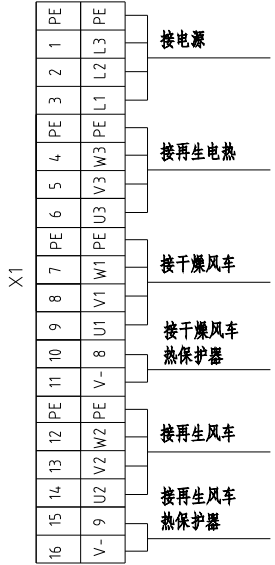 X1
PE PE
1 L3
接电源
2 L2
3 L1
PE PE
4 W3
接再生电热
5 V3
6 U3
PE PE
7 W1
接干燥风车
8 V1
9 U1
接干燥风车
热保护器
10 8
11 V-
PE PE
12 W2
接再生风车
13 V2
14 U2
接再生风车
热保护器
15 9
16 V-